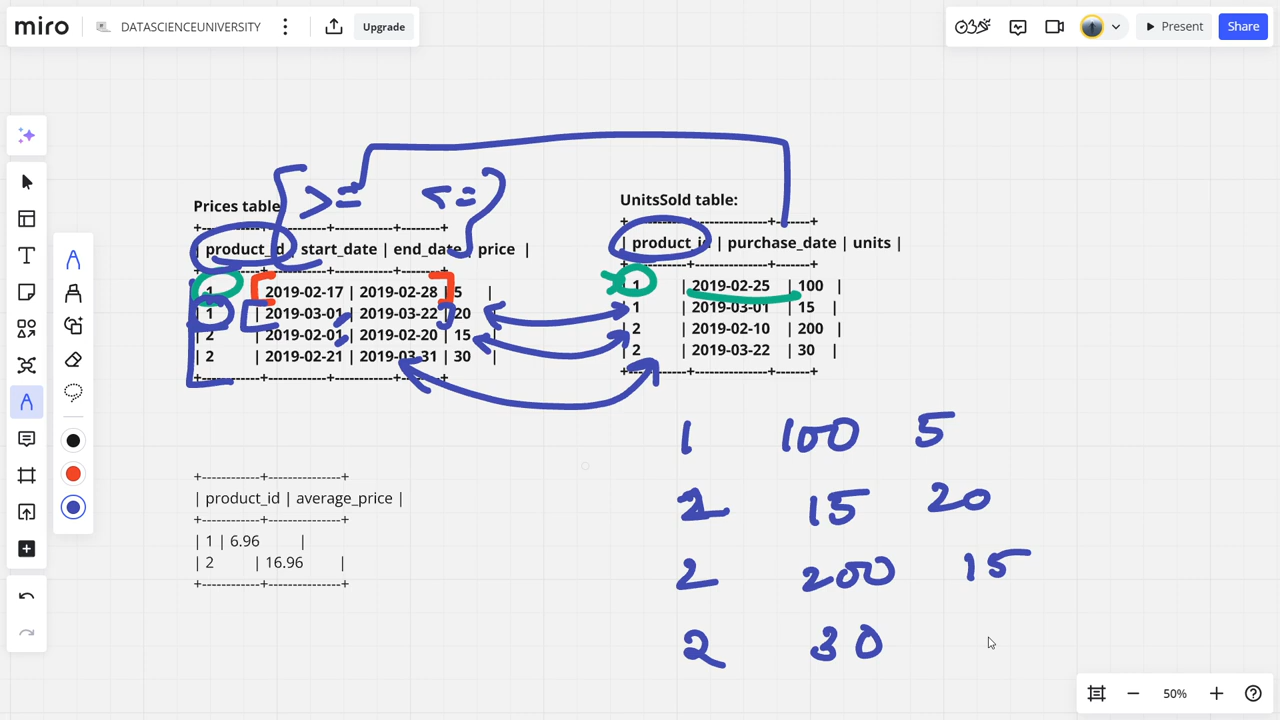 miro DATASCIENCEUNIVERSITY Upgrade Present Share
>= <=
Prices table
UnitsSold table:
+------------+------------+------------+--------+
+------------+---------------+-------+
| product_id | start_date | end_date | price |
| product_id | purchase_date | units |
+------------+------------+------------+--------+
+------------+---------------+-------+
| 1 | 2019-02-17 | 2019-02-28 | 5 |
| 1 | 2019-02-25 | 100 |
| 1 | 2019-03-01 | 2019-03-22 | 20 |
| 1 | 2019-03-01 | 15 |
| 2 | 2019-02-01 | 2019-02-20 | 15 |
| 2 | 2019-02-10 | 200 |
| 2 | 2019-02-21 | 2019-03-31 | 30 |
| 2 | 2019-03-22 | 30 |
+------------+------------+------------+--------+
+------------+---------------+-------+
1 100 5
2 15 20
2 200 15
2 30
+------------+---------------+
| product_id | average_price |
+------------+---------------+
| 1 | 6.96 |
| 2 | 16.96 |
+------------+---------------+
50%